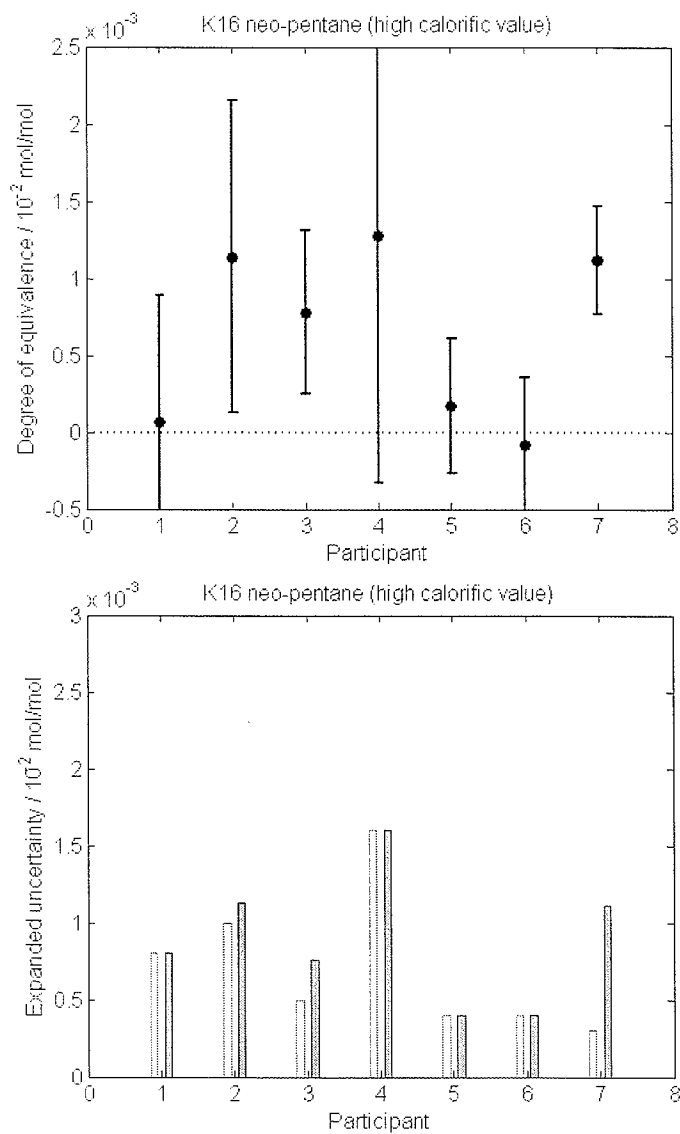 K16 neo-pentane (high calorific value)
x 10-3
2.5
2
1.5
1
0.5
0
-0.5
Degree of equivalence / 10-2 mol/mol
0 1 2 3 4 5 6 7 8
Participant
K16 neo-pentane (high calorific value)
x 10-3
3
2.5
2
1.5
1
0.5
0
Expanded uncertainty / 10-2 mol/mol
0 1 2 3 4 5 6 7 8
Participant